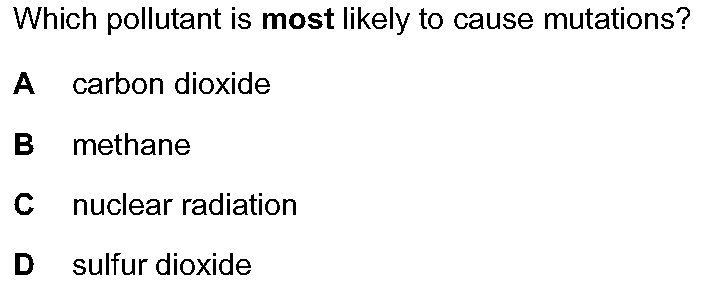 Which pollutant is most likely to cause mutations?
A carbon dioxide
B methane
C nuclear radiation
D sulfur dioxide